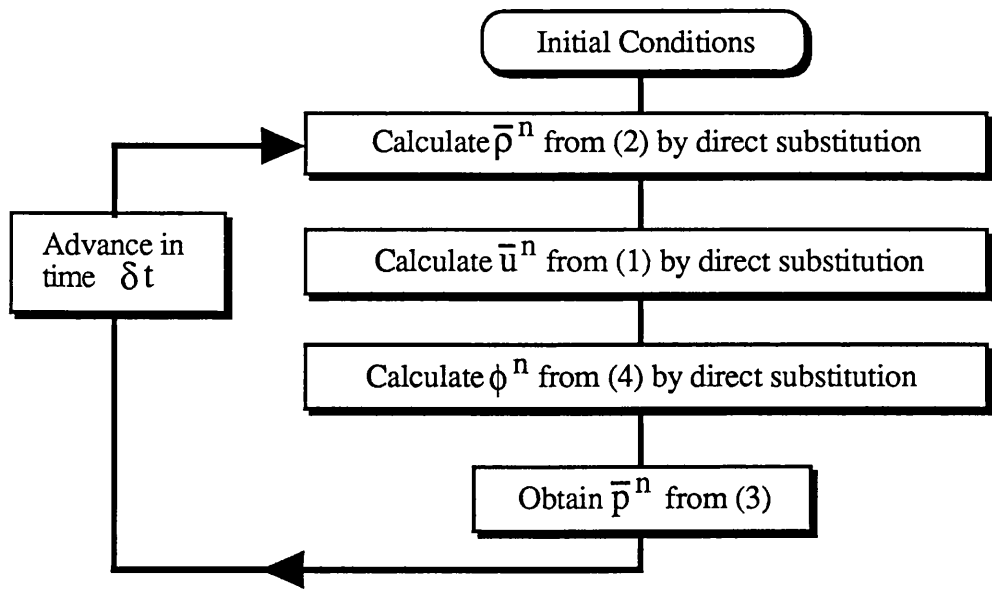 Initial Conditions
Calculate ρ̅ⁿ from (2) by direct substitution
Calculate u̅ⁿ from (1) by direct substitution
Calculate ϕⁿ from (4) by direct substitution
Obtain p̅ⁿ from (3)
Advance in
time δt